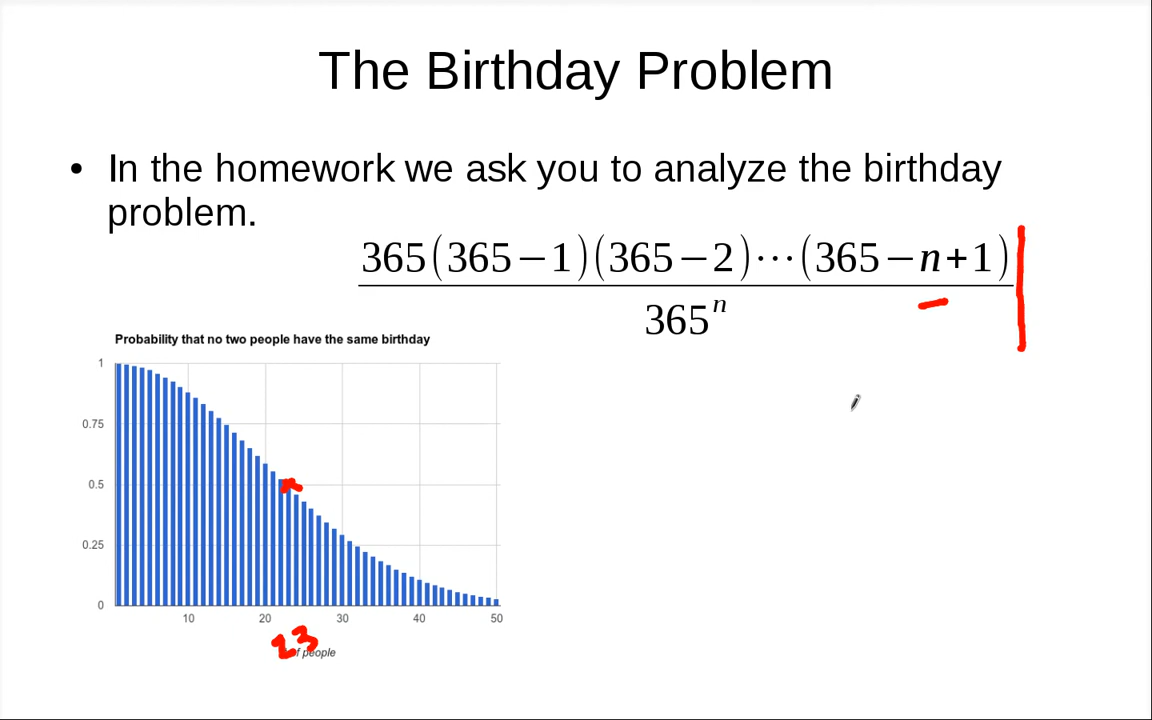 The Birthday Problem
• In the homework we ask you to analyze the birthday
problem.
365(365−1)(365−2)⋯(365−n+1)
365ⁿ
Probability that no two people have the same birthday
1
0.75
0.5
0.25
0
10 20 30 40 50
23
people